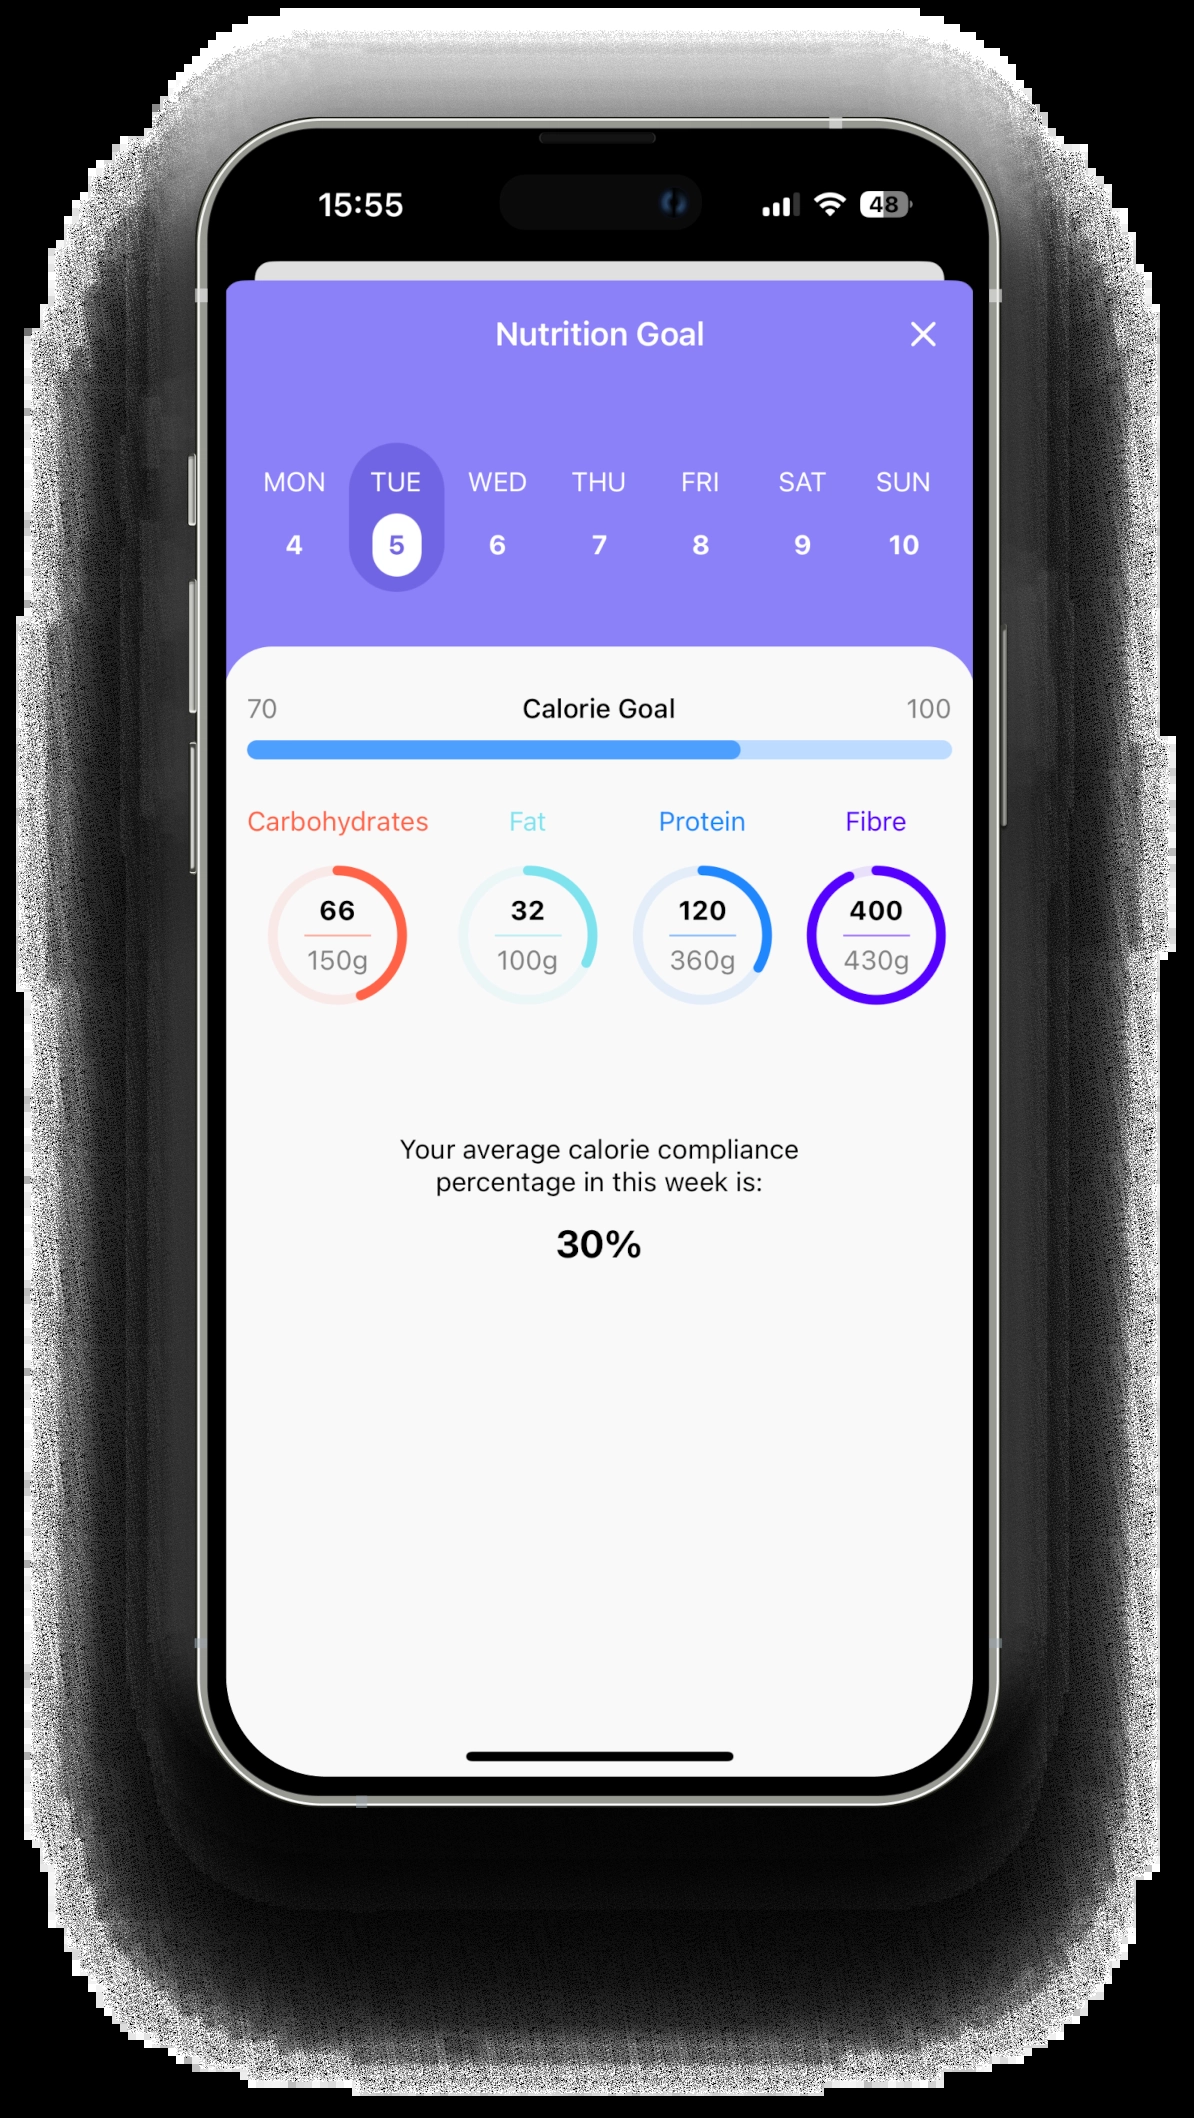 15:55
48
Nutrition Goal
MON TUE WED THU FRI SAT SUN
4 5 6 7 8 9 10
70 Calorie Goal 100
Carbohydrates Fat Protein Fibre
66 32 120 400
150g 100g 360g 430g
Your average calorie compliance
percentage in this week is:
30%